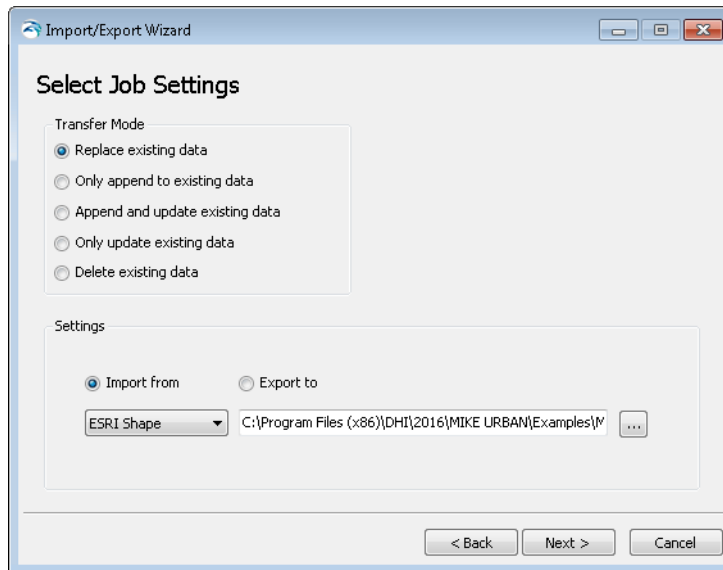 Import/Export Wizard
Select Job Settings
Transfer Mode
Replace existing data
Only append to existing data
Append and update existing data
Only update existing data
Delete existing data
Settings
Import from Export to
ESRI Shape C:\Program Files (x86)\DHI\2016\MIKE URBAN\Examples\M ...
< Back Next > Cancel